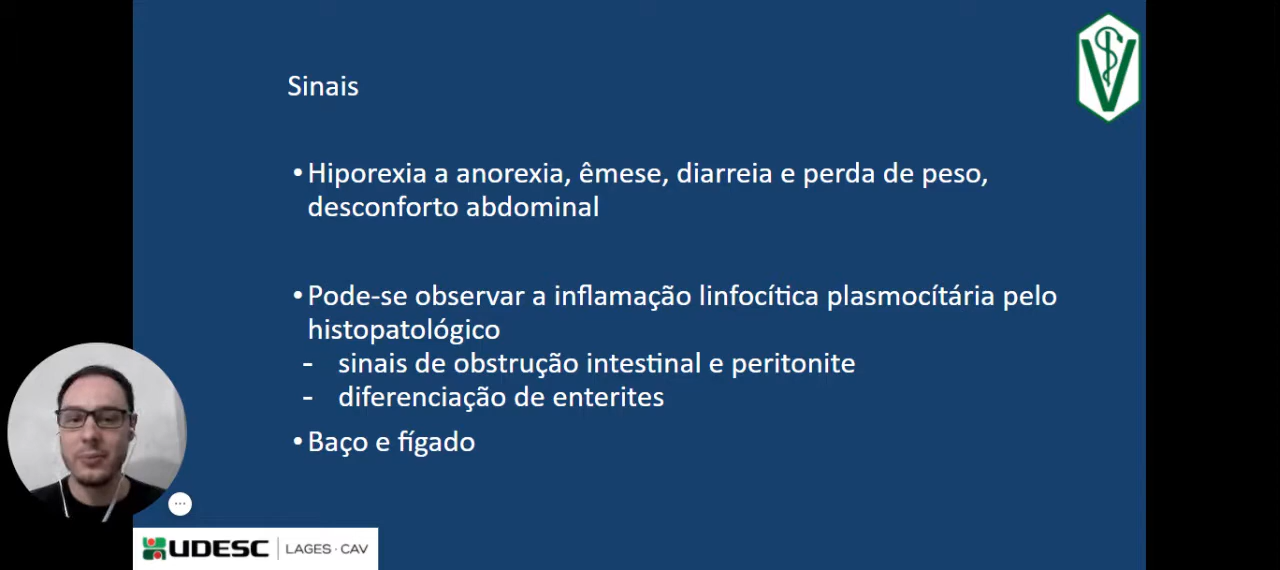 Sinais
•Hiporexia a anorexia, êmese, diarreia e perda de peso,
desconforto abdominal
•Pode-se observar a inflamação linfocítica plasmocítária pelo
histopatológico
- sinais de obstrução intestinal e peritonite
- diferenciação de enterites
•Baço e fígado
UDESC | LAGES · CAV